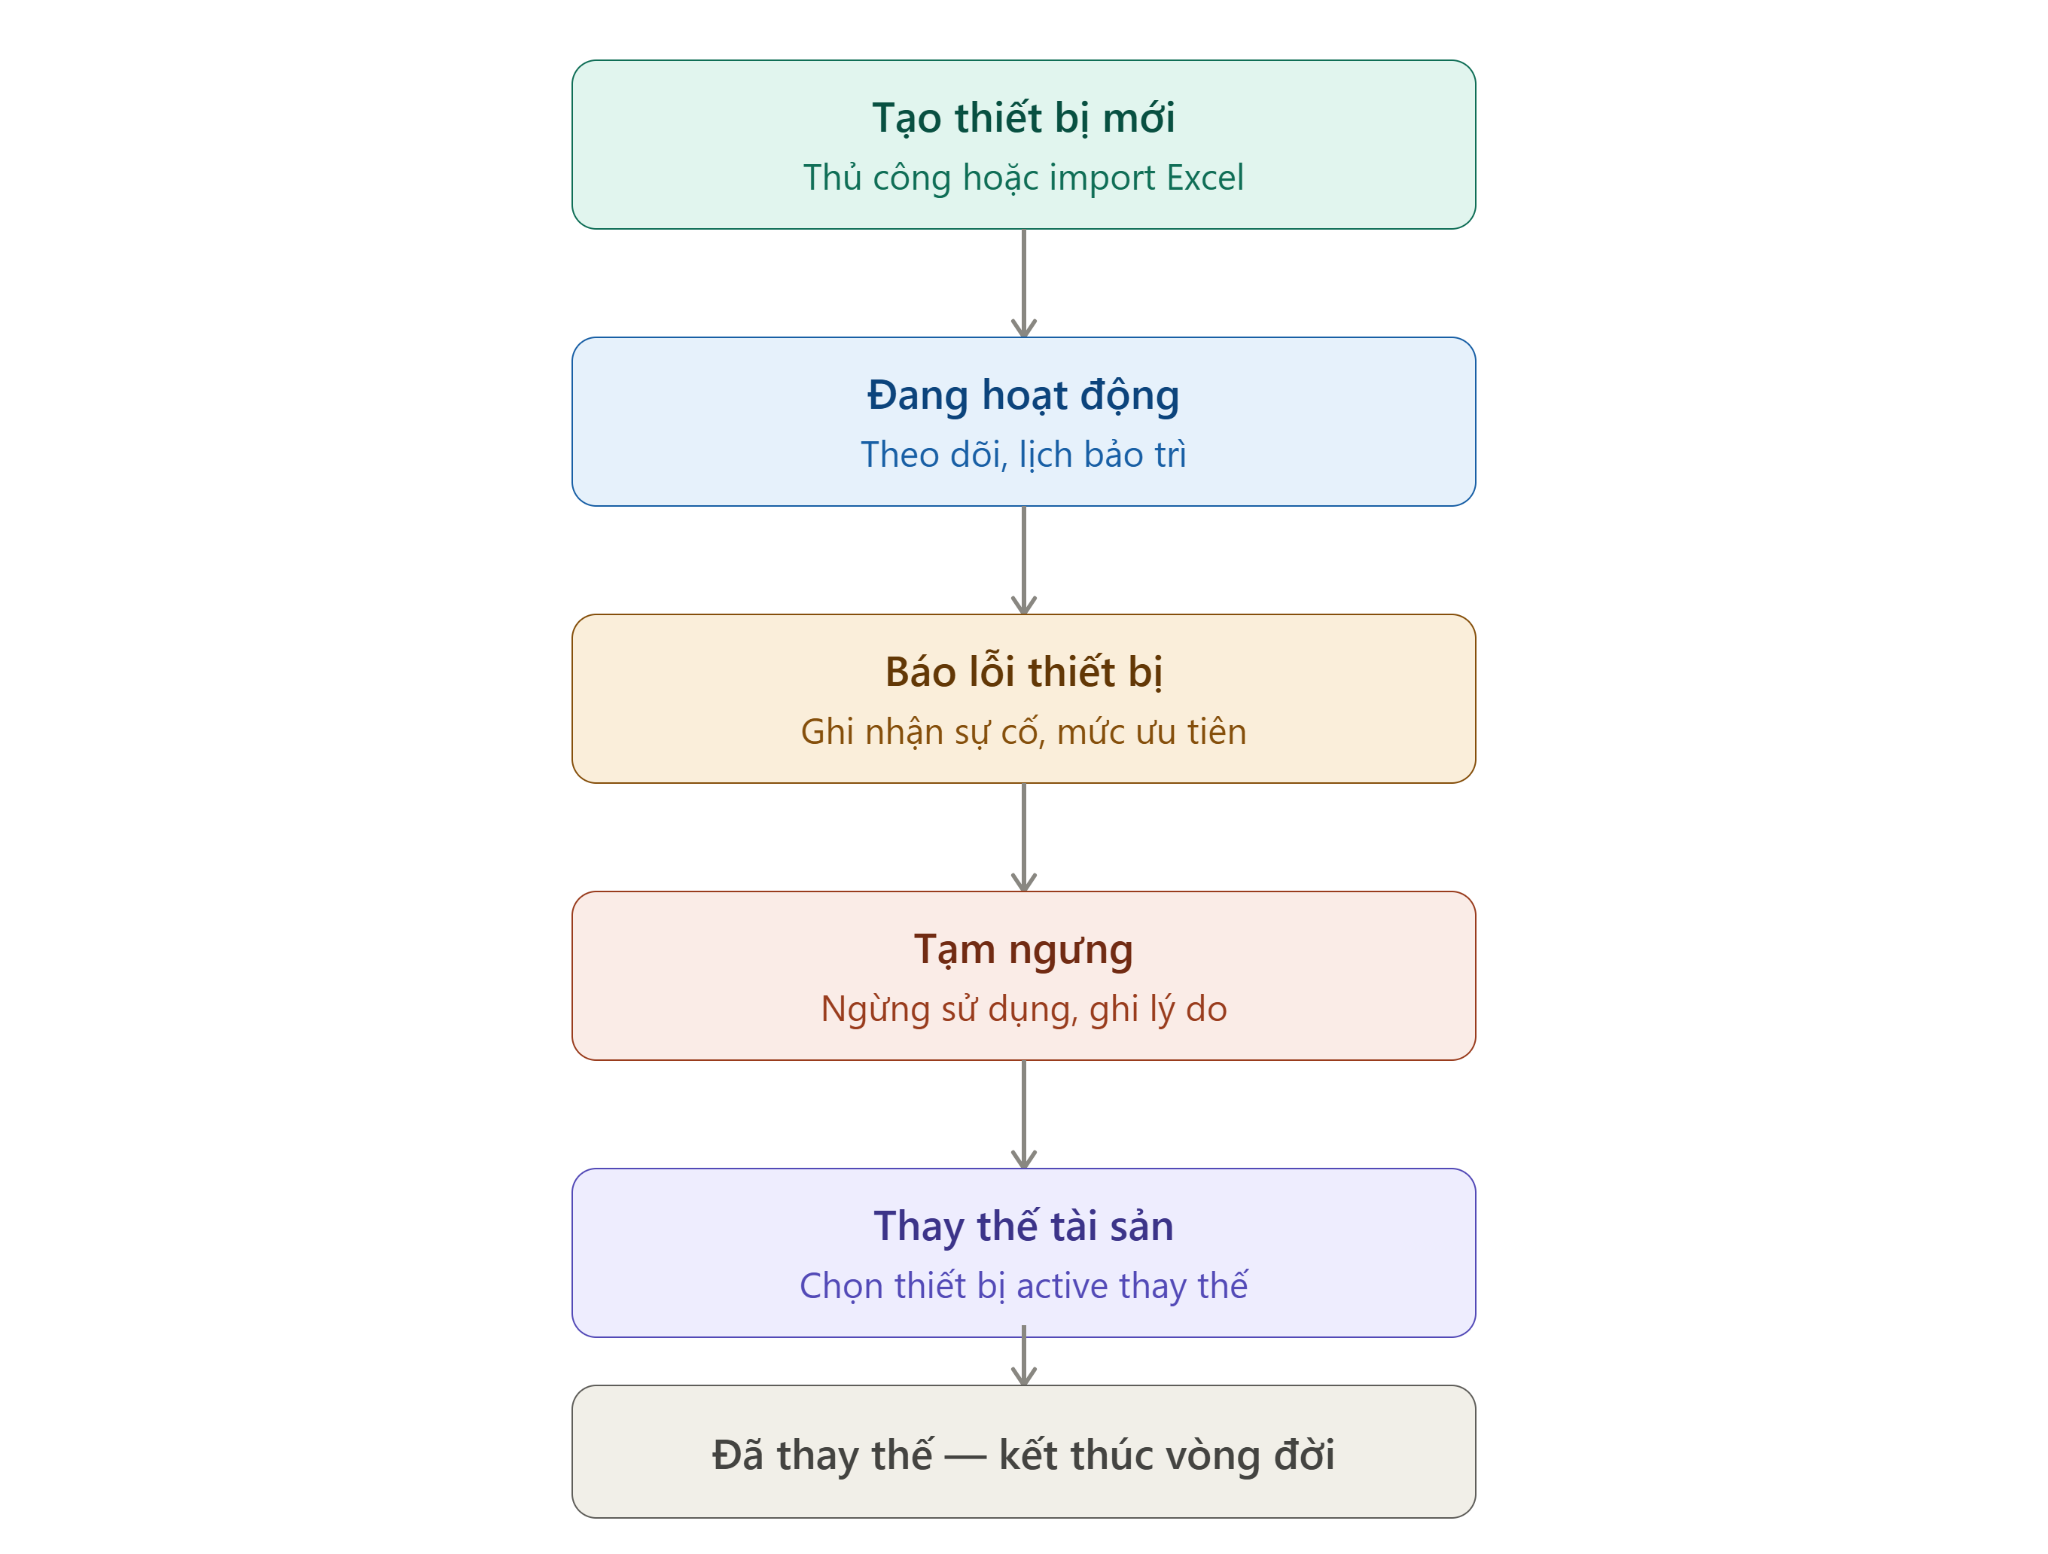 Tạo thiết bị mới
Thủ công hoặc import Excel
Đang hoạt động
Theo dõi, lịch bảo trì
Báo lỗi thiết bị
Ghi nhận sự cố, mức ưu tiên
Tạm ngưng
Ngừng sử dụng, ghi lý do
Thay thế tài sản
Chọn thiết bị active thay thế
Đã thay thế — kết thúc vòng đời